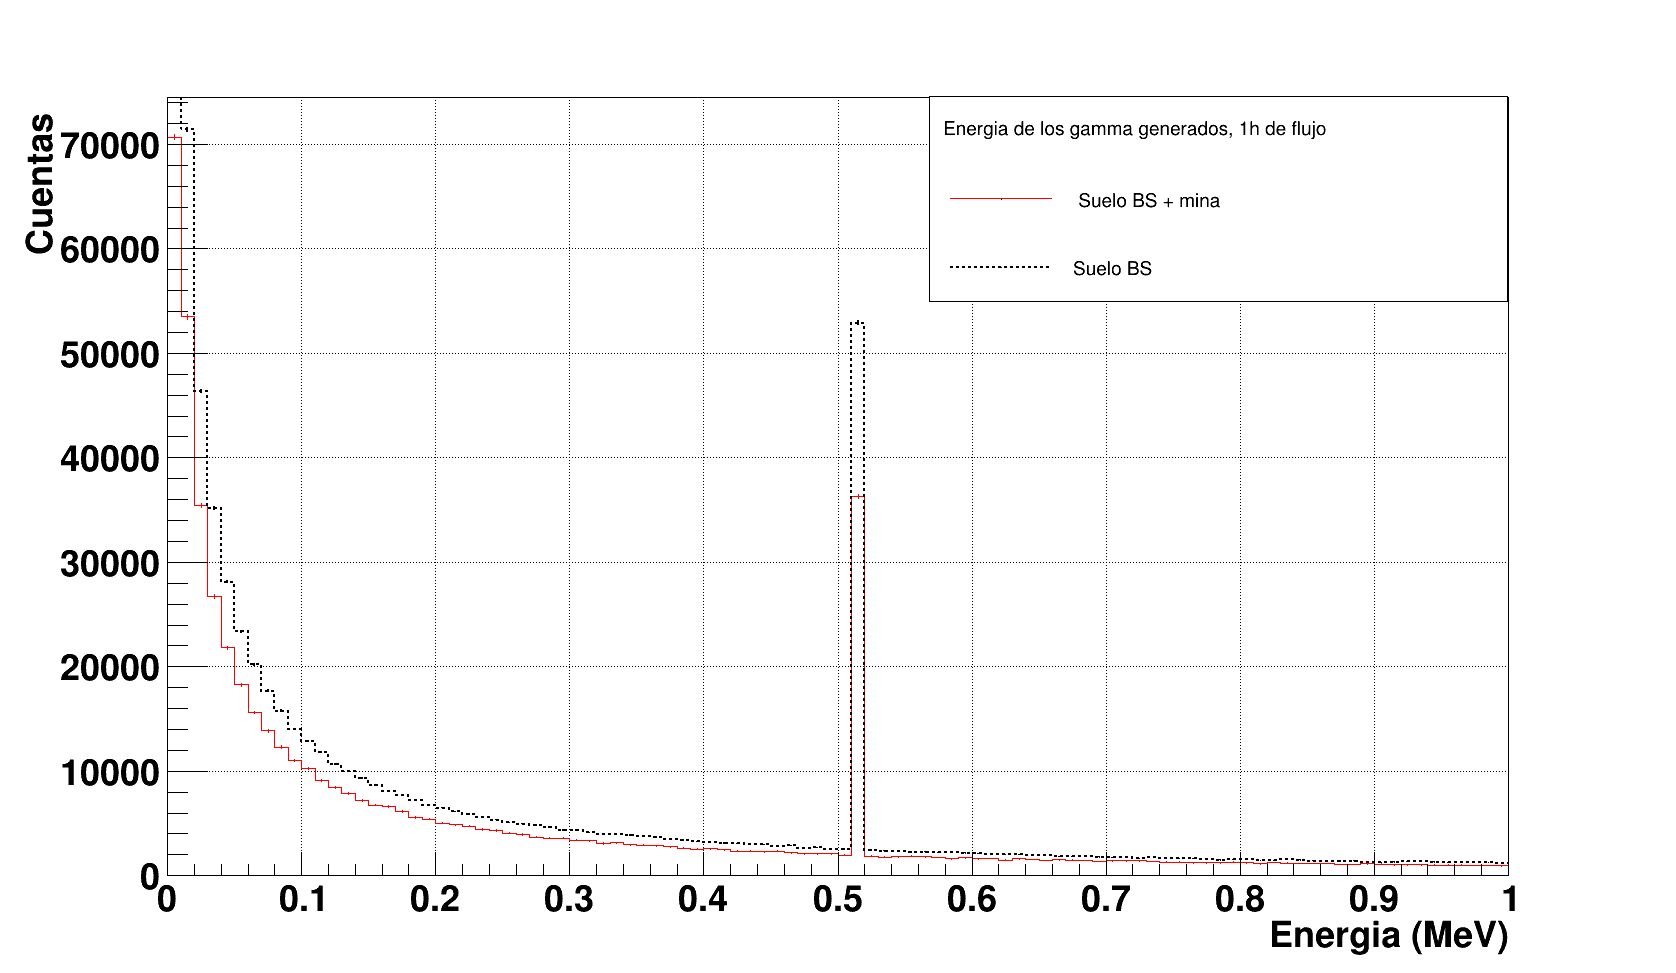 Cuentas
70000
60000
50000
40000
30000
20000
10000
0
Energia de los gamma generados, 1h de flujo
Suelo BS + mina
Suelo BS
0 0.1 0.2 0.3 0.4 0.5 0.6 0.7 0.8 0.9 1
Energia (MeV)